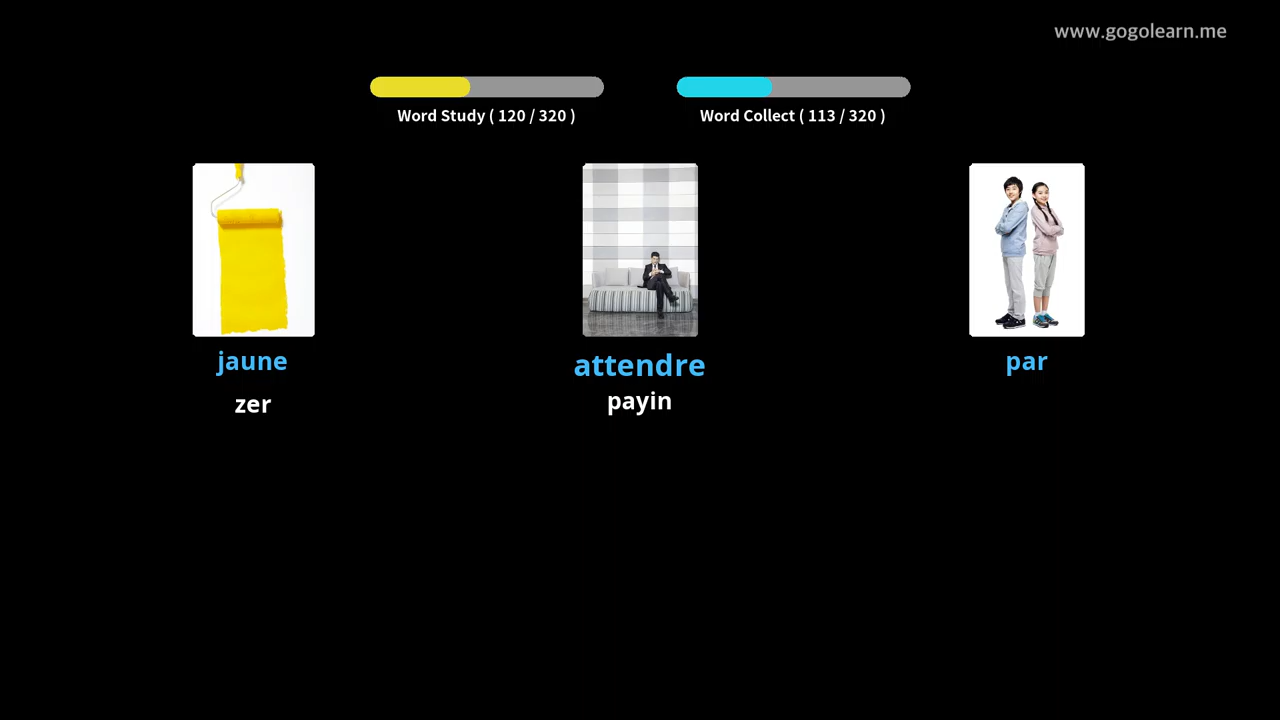 www.gogolearn.me
Word Study ( 120 / 320 )
Word Collect ( 113 / 320 )
jaune
attendre
par
zer
payin